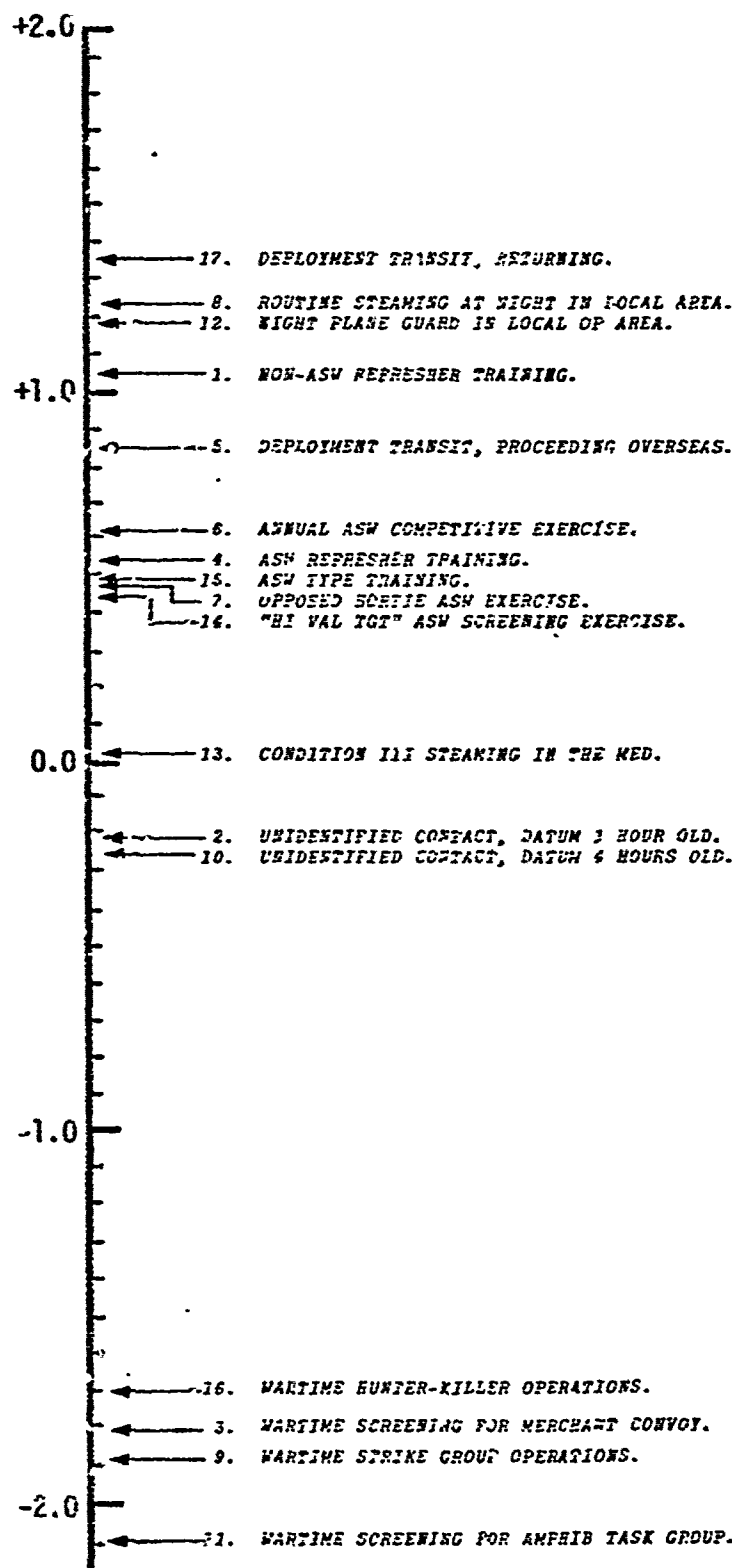 +2.0
17. DEPLOYMENT TRANSIT, RETURNING.
8. ROUTINE STEAMING AT NIGHT IN LOCAL AREA.
12. NIGHT PLANE GUARD IN LOCAL OP AREA.
1. NON-ASW REFRESHER TRAINING.
+1.0
5. DEPLOYMENT TRANSIT, PROCEEDING OVERSEAS.
6. ANNUAL ASW COMPETITIVE EXERCISE.
4. ASW REFRESHER TRAINING.
15. ASW TYPE TRAINING.
7. OPPOSED SORTIE ASW EXERCISE.
14. "HI VAL TGT" ASW SCREENING EXERCISE.
13. CONDITION III STEAMING IN THE MED.
0.0
2. UNIDENTIFIED CONTACT, DATUM HOUR OLD.
10. UNIDENTIFIED CONTACT, DATUM HOURS OLD.
-1.0
16. WARTIME HUNTER-KILLER OPERATIONS.
3. WARTIME SCREENING FOR MERCHANT CONVOY.
9. WARTIME STRIKE GROUP OPERATIONS.
-2.0
11. WARTIME SCREENING FOR AMPHIB TASK GROUP.